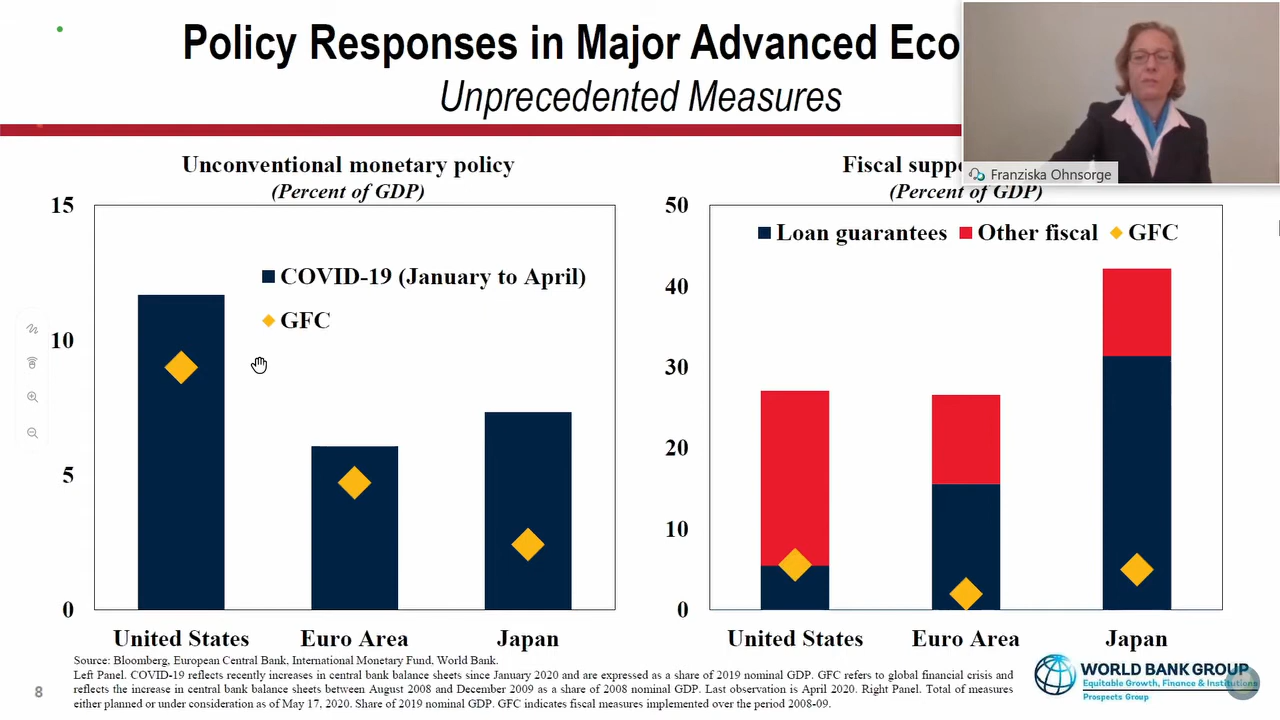 Policy Responses in Major Advanced Eco
Unprecedented Measures
Franziska Ohnsorge
Unconventional monetary policy
(Percent of GDP)
15
10
5
0
COVID-19 (January to April)
GFC
United States
Euro Area
Japan
Fiscal suppo
(Percent of GDP)
50
40
30
20
10
0
Loan guarantees Other fiscal GFC
United States
Euro Area
Japan
Source: Bloomberg, European Central Bank, International Monetary Fund, World Bank.
Left Panel. COVID-19 reflects recently increases in central bank balance sheets since January 2020 and are expressed as a share of 2019 nominal GDP. GFC refers to global financial crisis and
reflects the increase in central bank balance sheets between August 2008 and December 2009 as a share of 2008 nominal GDP. Last observation is April 2020. Right Panel. Total of measures
either planned or under consideration as of May 17, 2020. Share of 2019 nominal GDP. GFC indicates fiscal measures implemented over the period 2008-09.
8
WORLD BANK GROUP
Equitable Growth, Finance & Institutions
Prospects Group